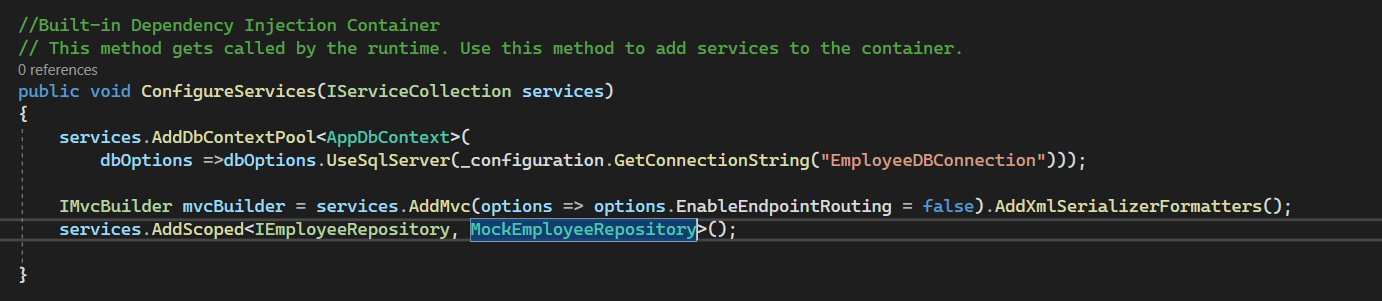 //Built-in Dependency Injection Container
// This method gets called by the runtime. Use this method to add services to the container.
0 references
public void ConfigureServices(IServiceCollection services)
{
    services.AddDbContextPool<AppDbContext>(
        dbOptions =>dbOptions.UseSqlServer(_configuration.GetConnectionString("EmployeeDBConnection")));
    IMvcBuilder mvcBuilder = services.AddMvc(options => options.EnableEndpointRouting = false).AddXmlSerializerFormatters();
    services.AddScoped<IEmployeeRepository, MockEmployeeRepository>();
}